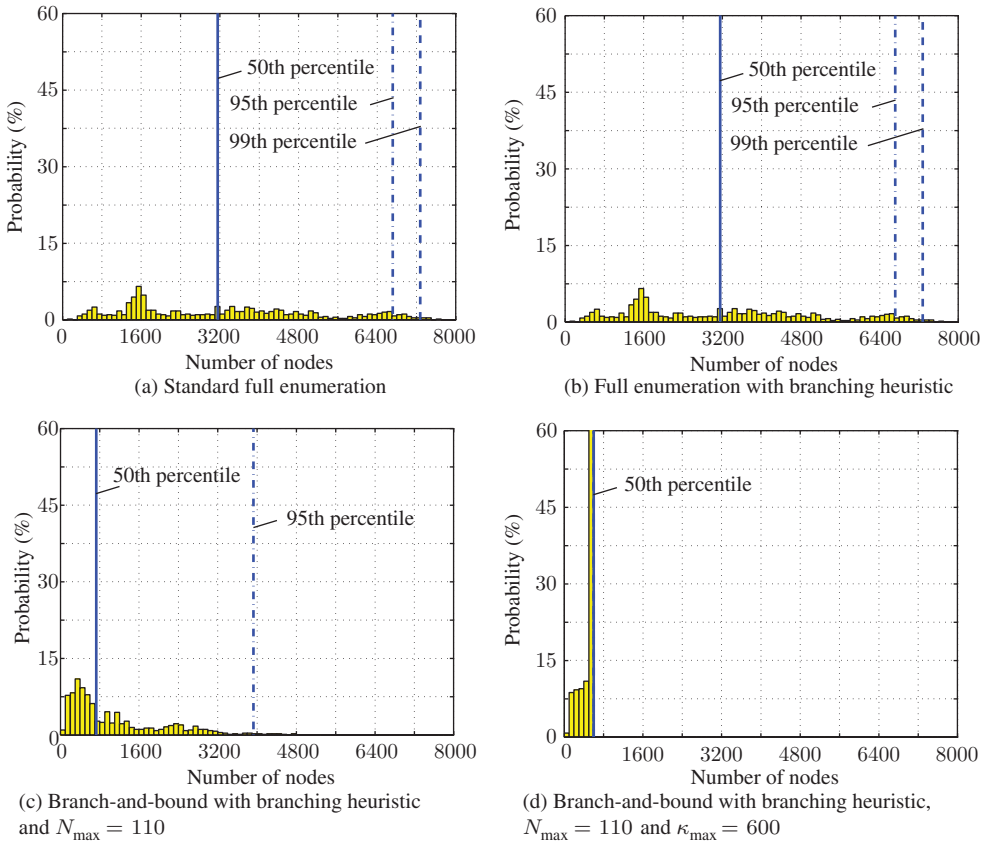 60
45
30
15
0
Probability (%)
50th percentile
95th percentile
99th percentile
0 1600 3200 4800 6400 8000
Number of nodes
(a) Standard full enumeration
60
45
30
15
0
Probability (%)
50th percentile
95th percentile
99th percentile
0 1600 3200 4800 6400 8000
Number of nodes
(b) Full enumeration with branching heuristic
60
45
30
15
0
Probability (%)
50th percentile
95th percentile
0 1600 3200 4800 6400 8000
Number of nodes
(c) Branch-and-bound with branching heuristic
and Nmax = 110
60
45
30
15
0
Probability (%)
50th percentile
0 1600 3200 4800 6400 8000
Number of nodes
(d) Branch-and-bound with branching heuristic,
Nmax = 110 and κmax = 600